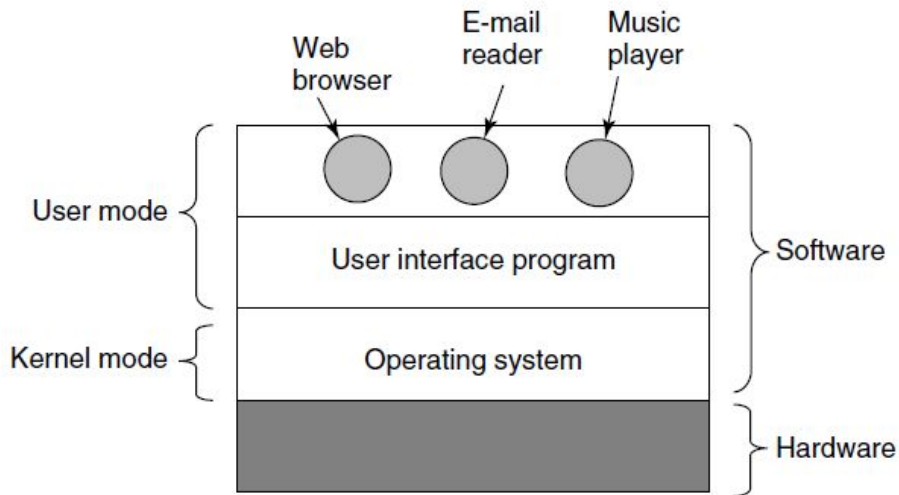 Web
browser
E-mail
reader
Music
player
User mode
User interface program
Software
Kernel mode
Operating system
Hardware